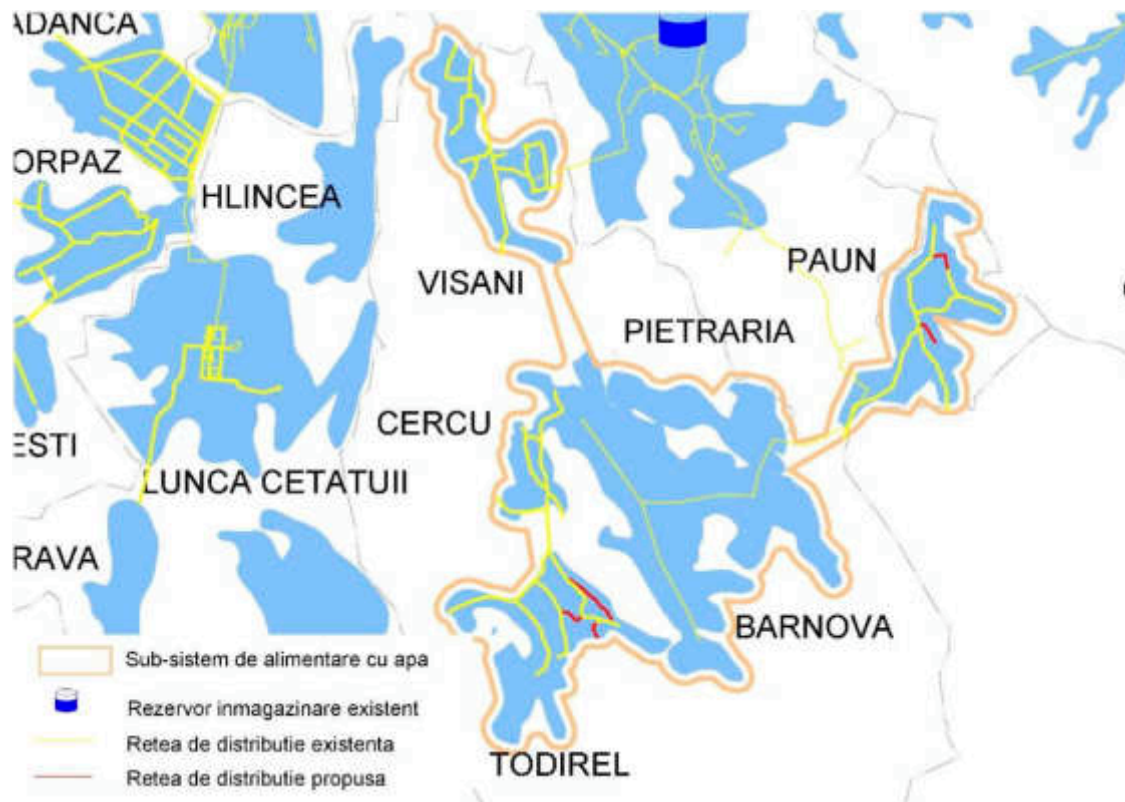 ADANCA
ORPAZ
HLINCEA
VISANI
PAUN
PIETRARIA
CERCU
ESTI
LUNCA CETATUII
RAVA
BARNOVA
TODIREL
Sub-sistem de alimentare cu apa
Rezervor inmagazinare existent
Retea de distributie existenta
Retea de distributie propusa